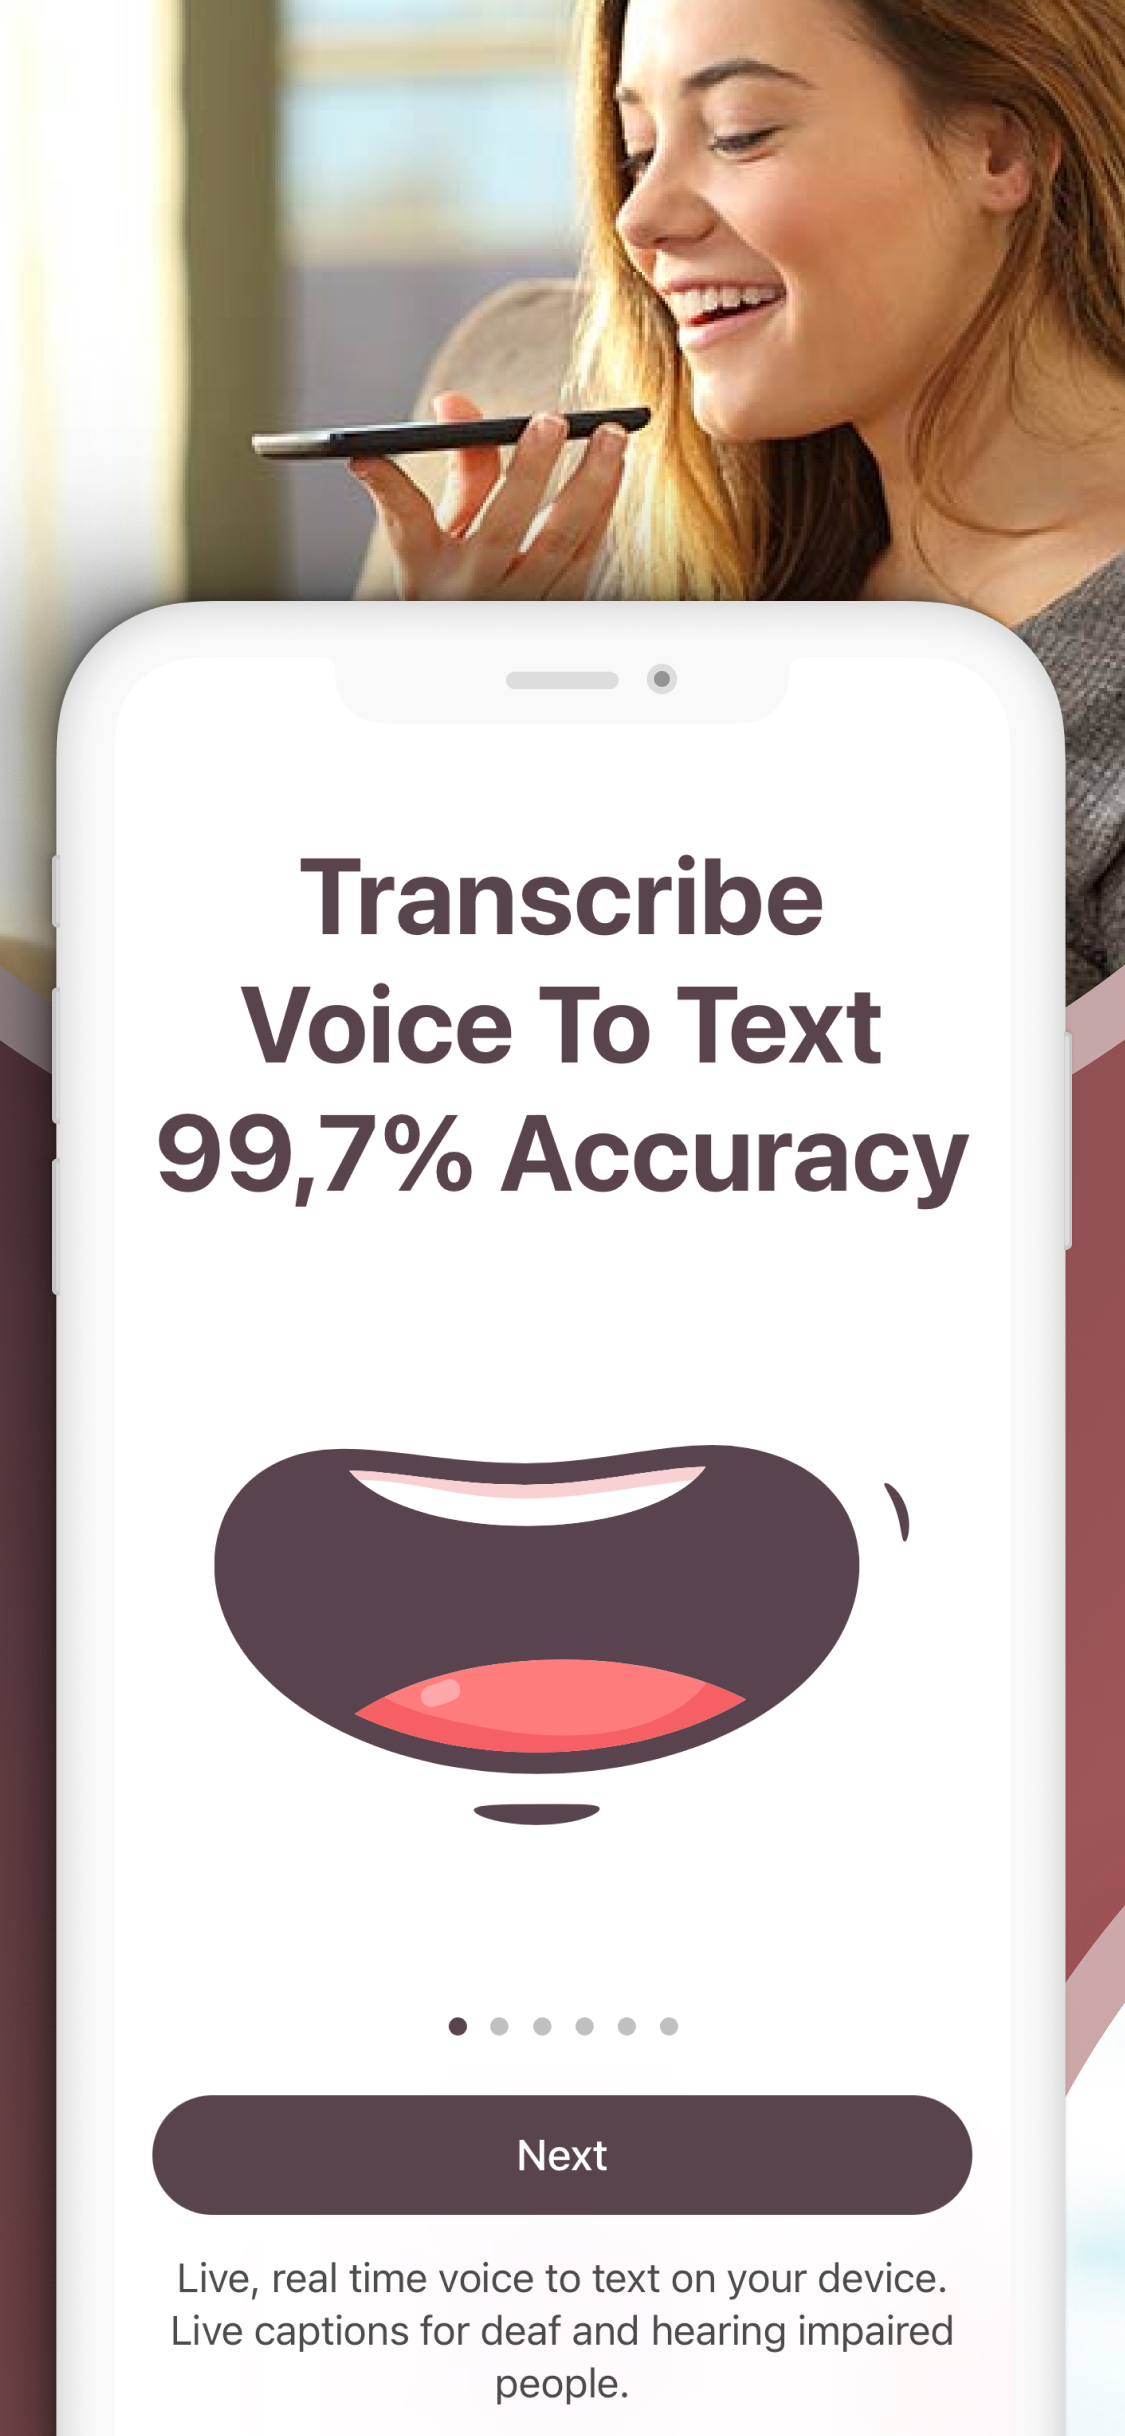 Transcribe
Voice To Text
99,7% Accuracy
Next
Live, real time voice to text on your device.
Live captions for deaf and hearing impaired
people.